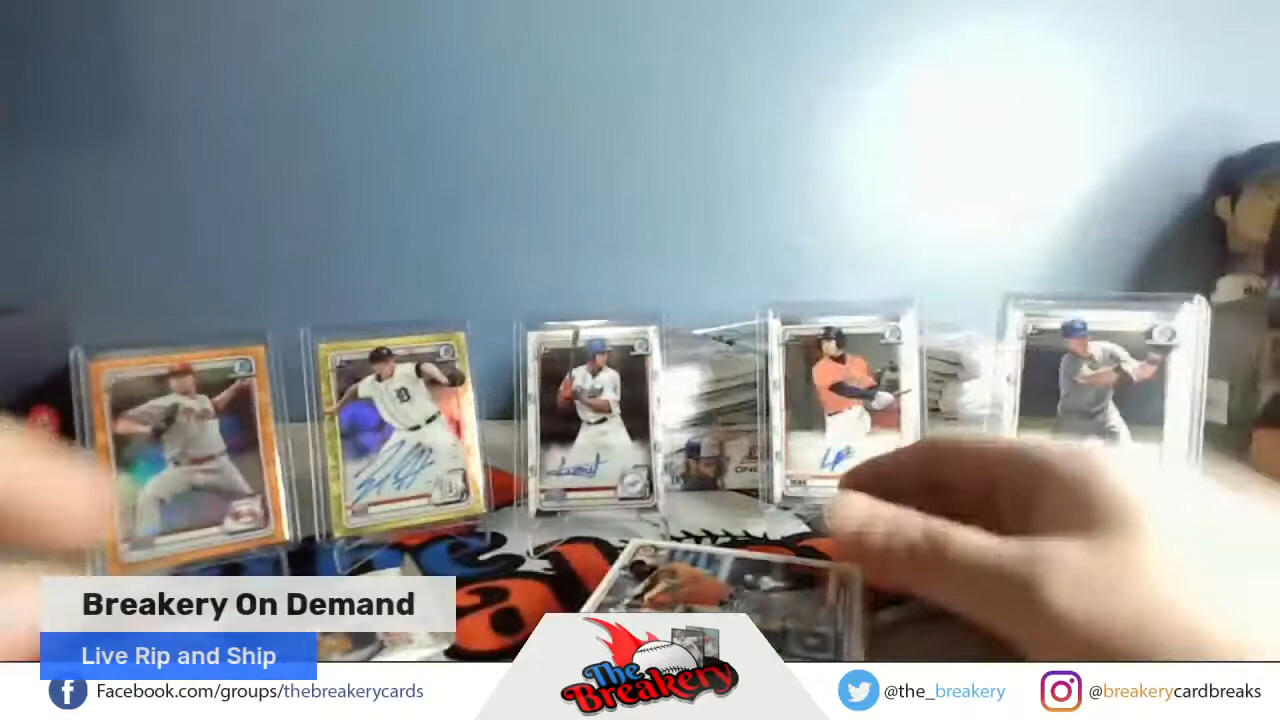 Breakery On Demand
Live Rip and Ship
Facebook.com/groups/thebreakerycards
The
Breakery
@the_breakery
@breakerycardbreaks